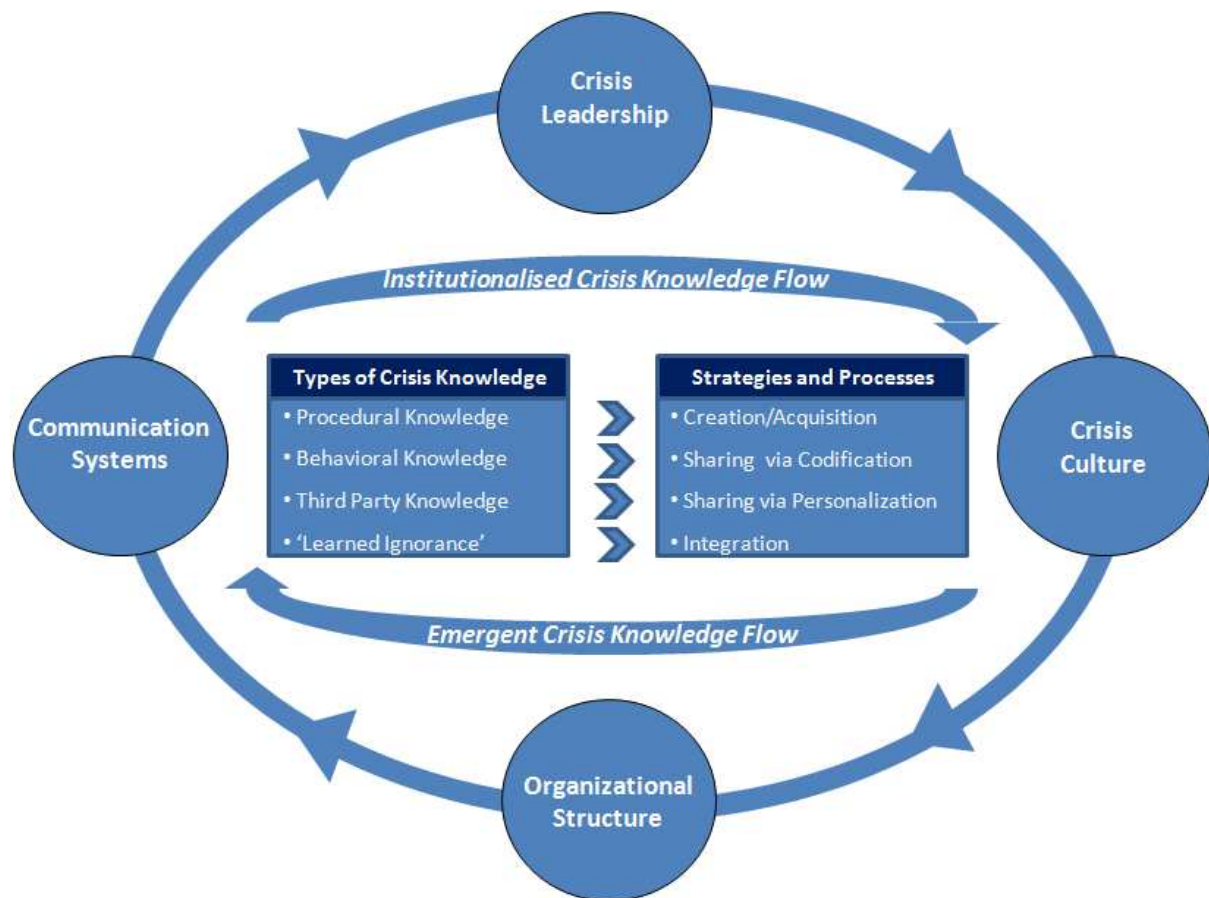 Crisis
Leadership
Institutionalised Crisis Knowledge Flow
Communication
Systems
Types of Crisis Knowledge
• Procedural Knowledge
• Behavioral Knowledge
• Third Party Knowledge
• ‘Learned Ignorance’
Strategies and Processes
• Creation/Acquisition
• Sharing via Codification
• Sharing via Personalization
• Integration
Crisis
Culture
Emergent Crisis Knowledge Flow
Organizational
Structure